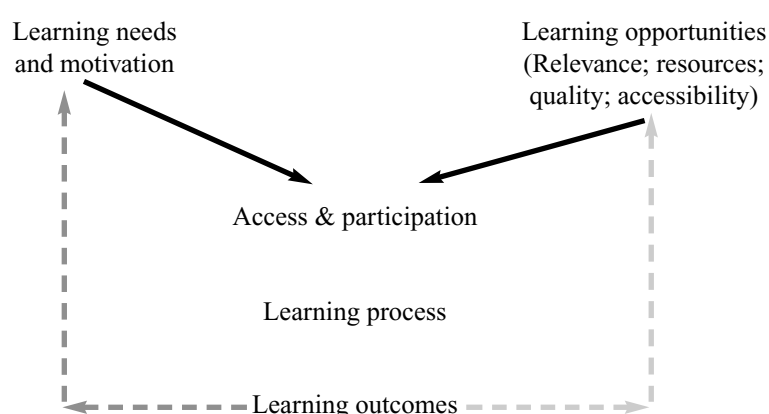 Learning needs
and motivation
Learning opportunities
(Relevance; resources;
quality; accessibility)
Access & participation
Learning process
Learning outcomes